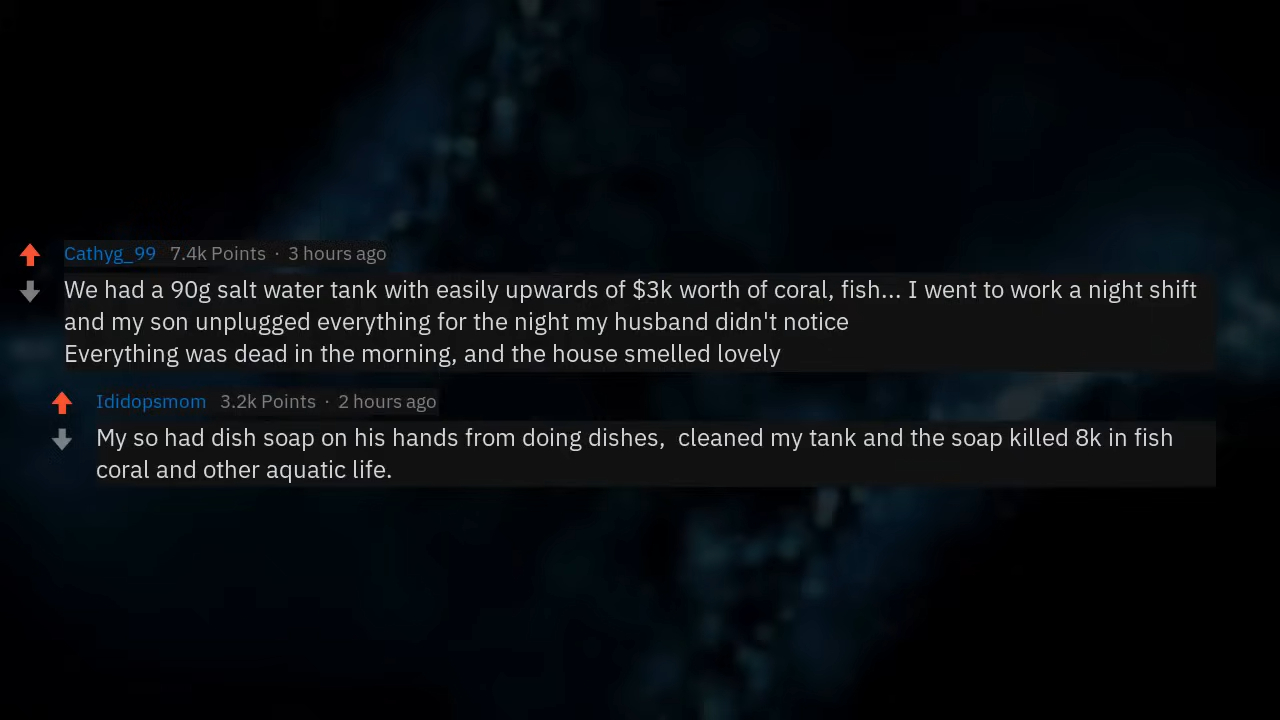 Cathyg_99 7.4k Points · 3 hours ago
We had a 90g salt water tank with easily upwards of $3k worth of coral, fish... I went to work a night shift
and my son unplugged everything for the night my husband didn't notice
Everything was dead in the morning, and the house smelled lovely
Ididopsmom 3.2k Points · 2 hours ago
My so had dish soap on his hands from doing dishes,  cleaned my tank and the soap killed 8k in fish
coral and other aquatic life.